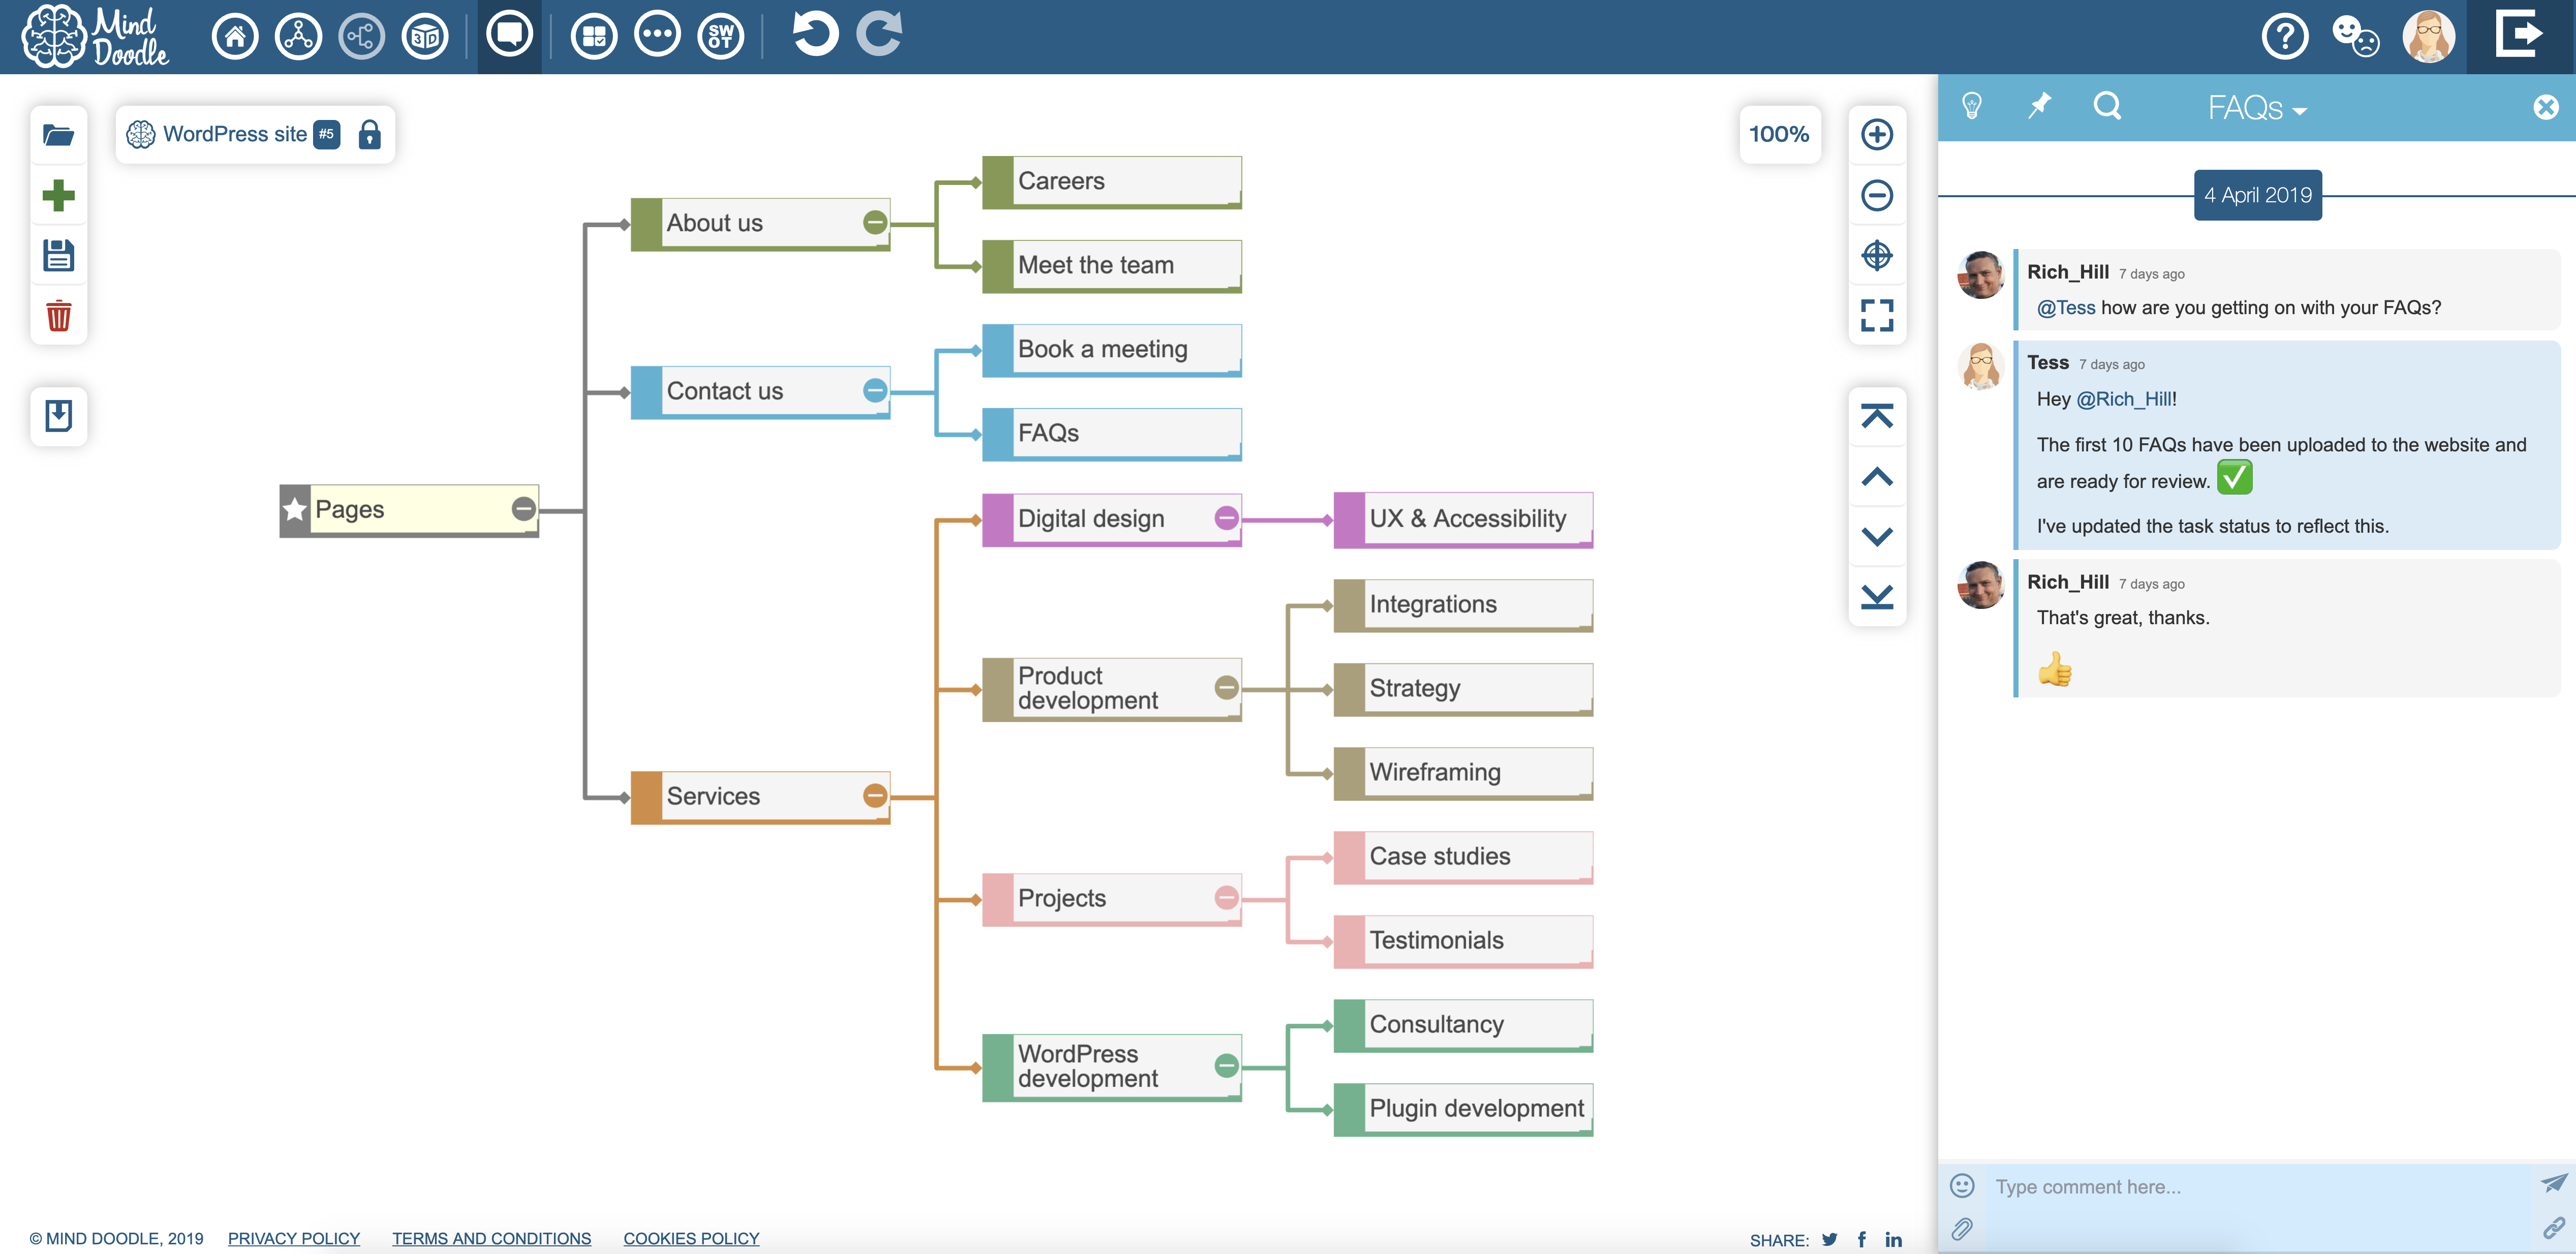 Mind
Doodle
3D
SW
OT
?
WordPress site #5
100%
Pages
About us
Careers
Meet the team
Contact us
Book a meeting
FAQs
Services
Digital design
UX & Accessibility
Product
development
Integrations
Strategy
Wireframing
Projects
Case studies
Testimonials
WordPress
development
Consultancy
Plugin development
FAQs
4 April 2019
Rich_Hill 7 days ago
@Tess how are you getting on with your FAQs?
Tess 7 days ago
Hey @Rich_Hill!
The first 10 FAQs have been uploaded to the website and
are ready for review. ✅
I've updated the task status to reflect this.
Rich_Hill 7 days ago
That's great, thanks.
👍
Type comment here...
© MIND DOODLE, 2019 PRIVACY POLICY TERMS AND CONDITIONS COOKIES POLICY
SHARE: